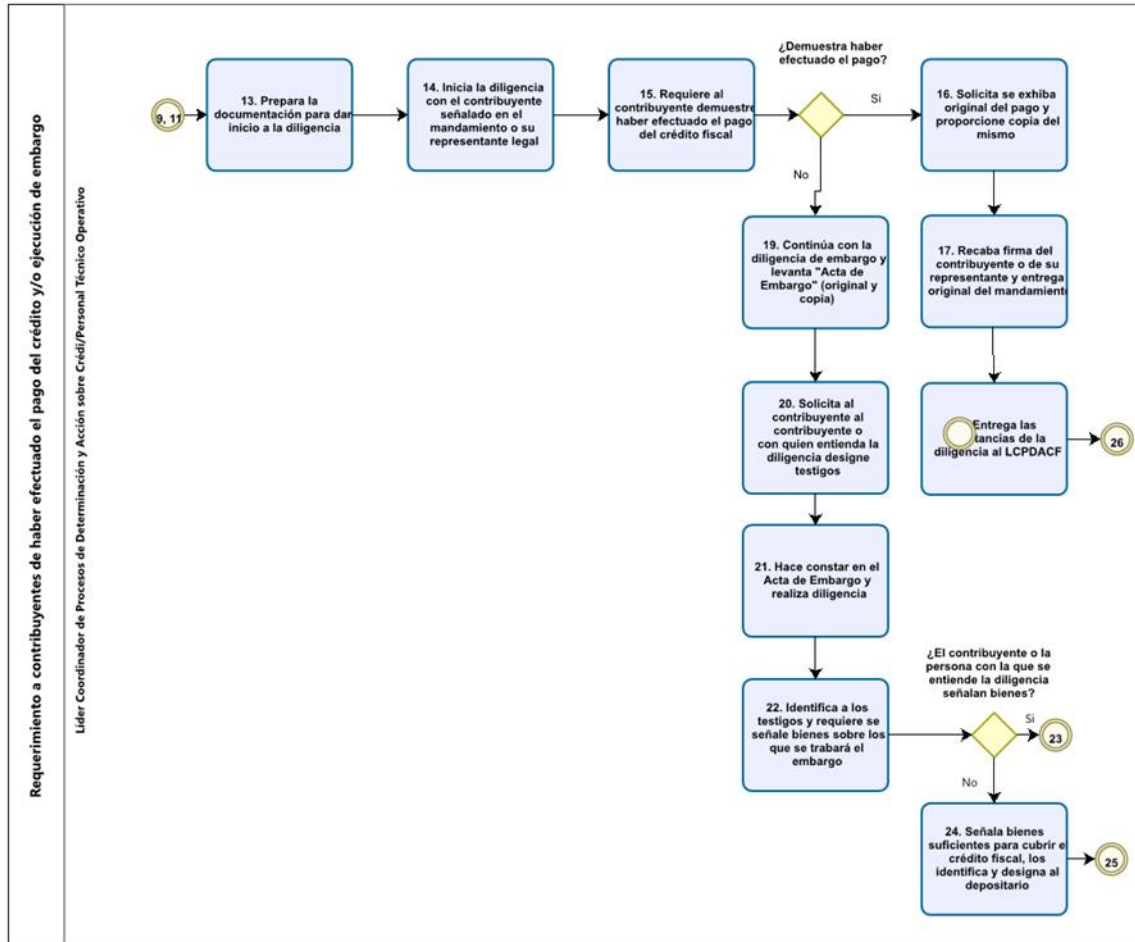 Requerimiento a contribuyentes de haber efectuado el pago del crédito y/o ejecución de embargo
Líder Coordinador de Procesos de Determinación y Acción sobre Crédi/Personal Técnico Operativo
9, 11
13. Prepara la
documentación para dar
inicio a la diligencia
14. Inicia la diligencia
con el contribuyente
señalado en el
mandamiento o su
representante legal
15. Requiere al
contribuyente demuestre
haber efectuado el pago
del crédito fiscal
¿Demuestra haber
efectuado el pago?
Si
No
16. Solicita se exhiba
original del pago y
proporcione copia del
mismo
17. Recaba firma del
contribuyente o de su
representante y entrega
original del mandamiento
Entrega las
tancias de la
diligencia al LCPDACF
26
19. Continúa con la
diligencia de embargo y
levanta "Acta de
Embargo" (original y
copia)
20. Solicita al
contribuyente al
contribuyente o
con quien entienda la
diligencia designe
testigos
21. Hace constar en el
Acta de Embargo y
realiza diligencia
22. Identifica a los
testigos y requiere se
señale bienes sobre los
que se trabará el
embargo
¿El contribuyente o la
persona con la que se
entiende la diligencia
señalan bienes?
Si
23
No
24. Señala bienes
suficientes para cubrir e
crédito fiscal, los
identifica y designa al
depositario
25